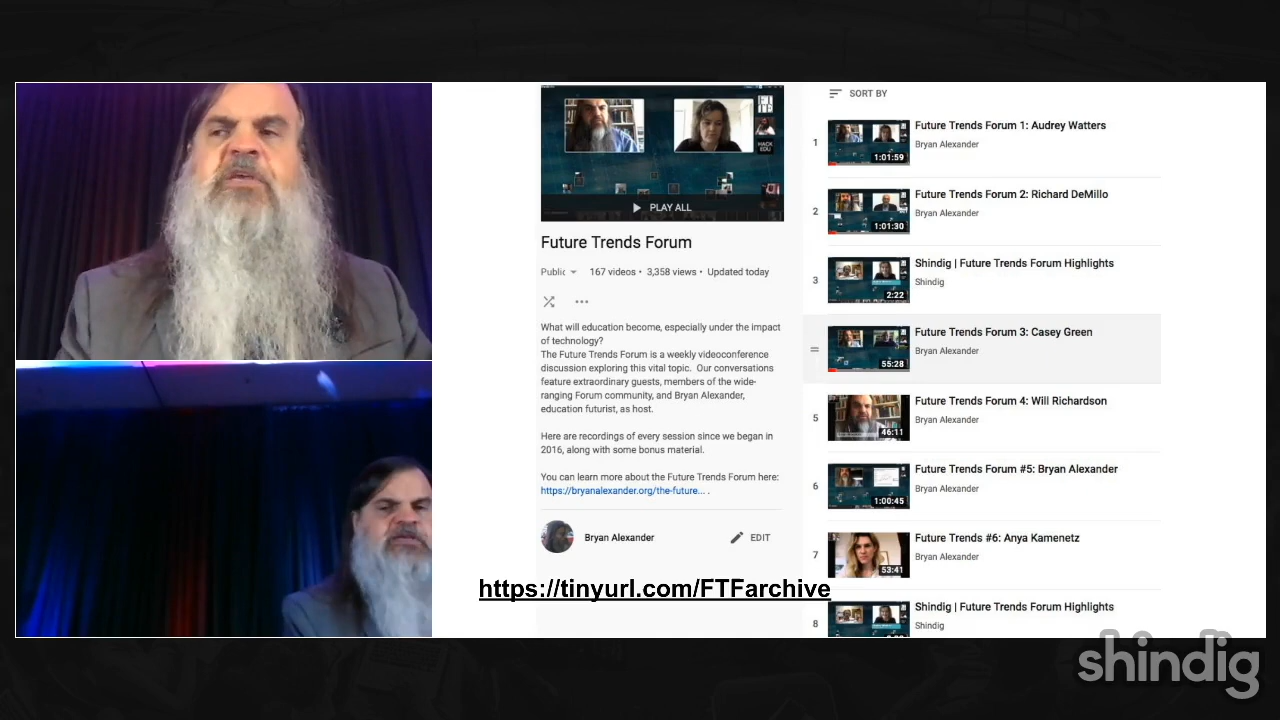 FT
TE
HACK
EDU
PLAY ALL
Future Trends Forum
Public
167 videos • 3,358 views • Updated today
What will education become, especially under the impact
of technology?
The Future Trends Forum is a weekly videoconference
discussion exploring this vital topic. Our conversations
feature extraordinary guests, members of the wide-
ranging Forum community, and Bryan Alexander,
education futurist, as host.
Here are recordings of every session since we began in
2016, along with some bonus material.
You can learn more about the Future Trends Forum here:
https://bryanalexander.org/the-future... .
Bryan Alexander
EDIT
https://tinyurl.com/FTFarchive
SORT BY
1
1:01:59
Future Trends Forum 1: Audrey Watters
Bryan Alexander
2
1:01:30
Future Trends Forum 2: Richard DeMillo
Bryan Alexander
3
2:22
Shindig | Future Trends Forum Highlights
Shindig
55:28
Future Trends Forum 3: Casey Green
Bryan Alexander
5
46:11
Future Trends Forum 4: Will Richardson
Bryan Alexander
6
1:00:45
Future Trends Forum #5: Bryan Alexander
Bryan Alexander
7
53:41
Future Trends #6: Anya Kamenetz
Bryan Alexander
8
Shindig | Future Trends Forum Highlights
Shindig
shindig